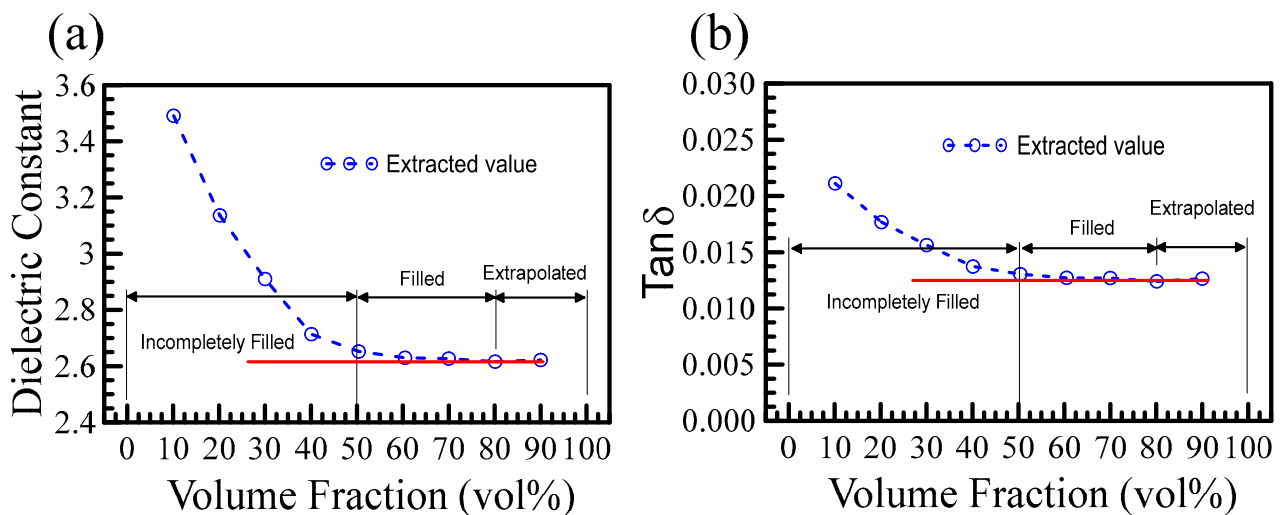 (a)
Dielectric Constant
3.6
3.4
3.2
3
2.8
2.6
2.4
Extracted value
Filled
Extrapolated
Incompletely Filled
0 10 20 30 40 50 60 70 80 90 100
Volume Fraction (vol%)
(b)
Tan δ
0.030
0.025
0.020
0.015
0.010
0.005
0.000
Extracted value
Extrapolated
Filled
Incompletely Filled
0 10 20 30 40 50 60 70 80 90 100
Volume Fraction (vol%)